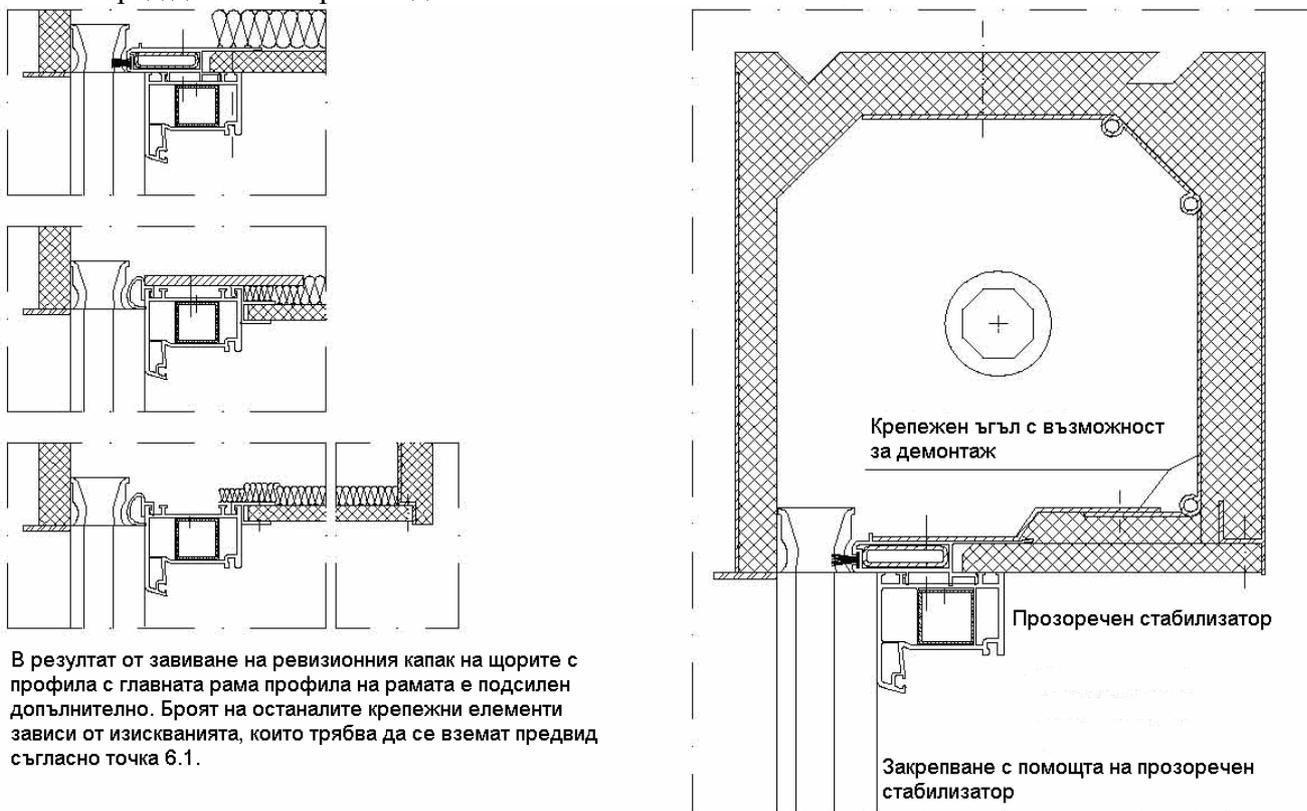 В резултат от завиване на ревизионния капак на щорите с
профила с главната рама профила на рамата е подсилен
допълнително. Броят на останалите крепежни елементи
зависи от изискванията, които трябва да се вземат предвид
съгласно точка 6.1.
Крепежен ъгъл с възможност
за демонтаж
Прозоречен стабилизатор
Закрепване с помощта на прозоречен
стабилизатор